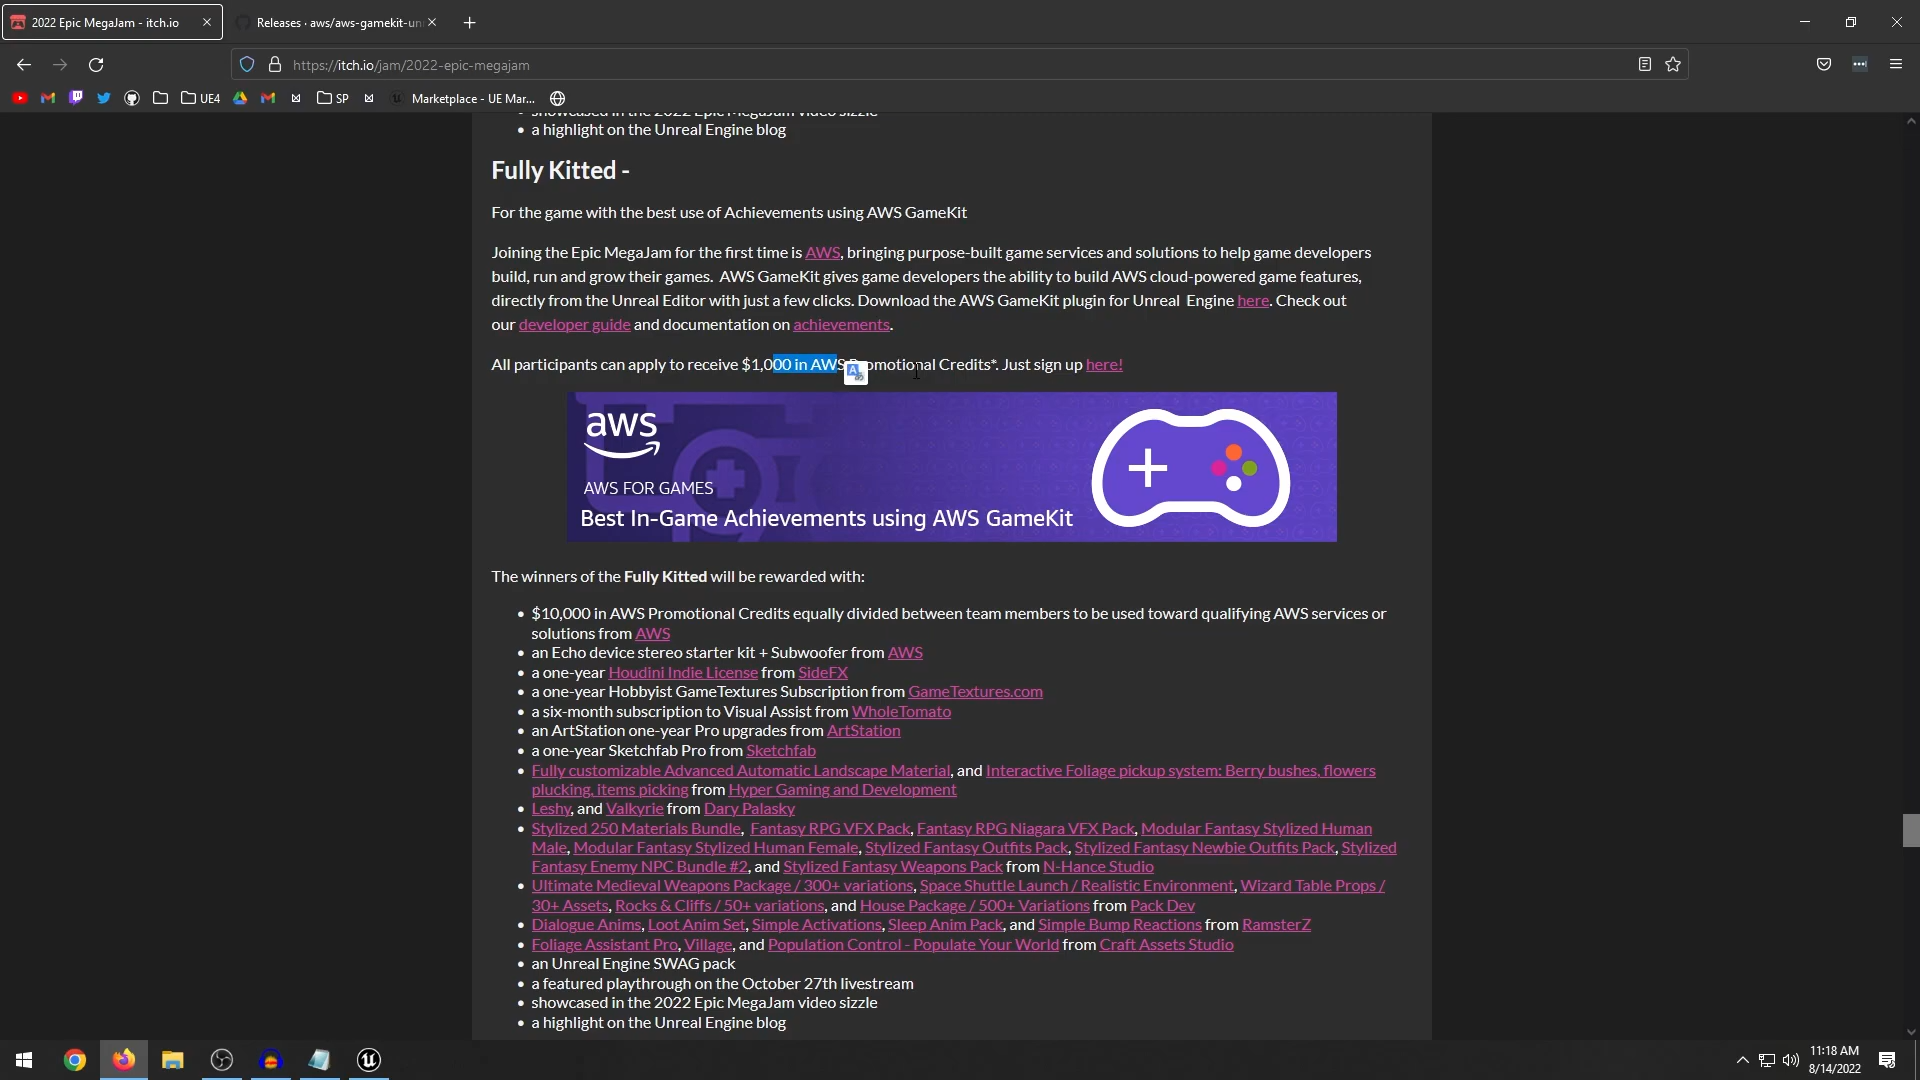 2022 Epic MegaJam - itch.io
Releases · aws/aws-gamekit-un
https://itch.io/jam/2022-epic-megajam
UE4
SP
Marketplace - UE Mar...
showcased in the 2022 Epic MegaJam video sizzle
a highlight on the Unreal Engine blog
Fully Kitted -
For the game with the best use of Achievements using AWS GameKit
Joining the Epic MegaJam for the first time is AWS, bringing purpose-built game services and solutions to help game developers
build, run and grow their games.  AWS GameKit gives game developers the ability to build AWS cloud-powered game features,
directly from the Unreal Editor with just a few clicks. Download the AWS GameKit plugin for Unreal  Engine here. Check out
our developer guide and documentation on achievements.
All participants can apply to receive $1,000 in AWS Promotional Credits*. Just sign up here!
aws
AWS FOR GAMES
Best In-Game Achievements using AWS GameKit
The winners of the Fully Kitted will be rewarded with:
$10,000 in AWS Promotional Credits equally divided between team members to be used toward qualifying AWS services or
solutions from AWS
an Echo device stereo starter kit + Subwoofer from AWS
a one-year Houdini Indie License from SideFX
a one-year Hobbyist GameTextures Subscription from GameTextures.com
a six-month subscription to Visual Assist from WholeTomato
an ArtStation one-year Pro upgrades from ArtStation
a one-year Sketchfab Pro from Sketchfab
Fully customizable Advanced Automatic Landscape Material, and Interactive Foliage pickup system: Berry bushes, flowers
plucking, items picking from Hyper Gaming and Development
Leshy, and Valkyrie from Dary Palasky
Stylized 250 Materials Bundle,  Fantasy RPG VFX Pack, Fantasy RPG Niagara VFX Pack, Modular Fantasy Stylized Human
Male, Modular Fantasy Stylized Human Female, Stylized Fantasy Outfits Pack, Stylized Fantasy Newbie Outfits Pack, Stylized
Fantasy Enemy NPC Bundle #2, and Stylized Fantasy Weapons Pack from N-Hance Studio
Ultimate Medieval Weapons Package / 300+ variations, Space Shuttle Launch / Realistic Environment, Wizard Table Props /
30+ Assets, Rocks & Cliffs / 50+ variations, and House Package / 500+ Variations from Pack Dev
Dialogue Anims, Loot Anim Set, Simple Activations, Sleep Anim Pack, and Simple Bump Reactions from RamsterZ
Foliage Assistant Pro, Village, and Population Control - Populate Your World from Craft Assets Studio
an Unreal Engine SWAG pack
a featured playthrough on the October 27th livestream
showcased in the 2022 Epic MegaJam video sizzle
a highlight on the Unreal Engine blog
11:18 AM
8/14/2022